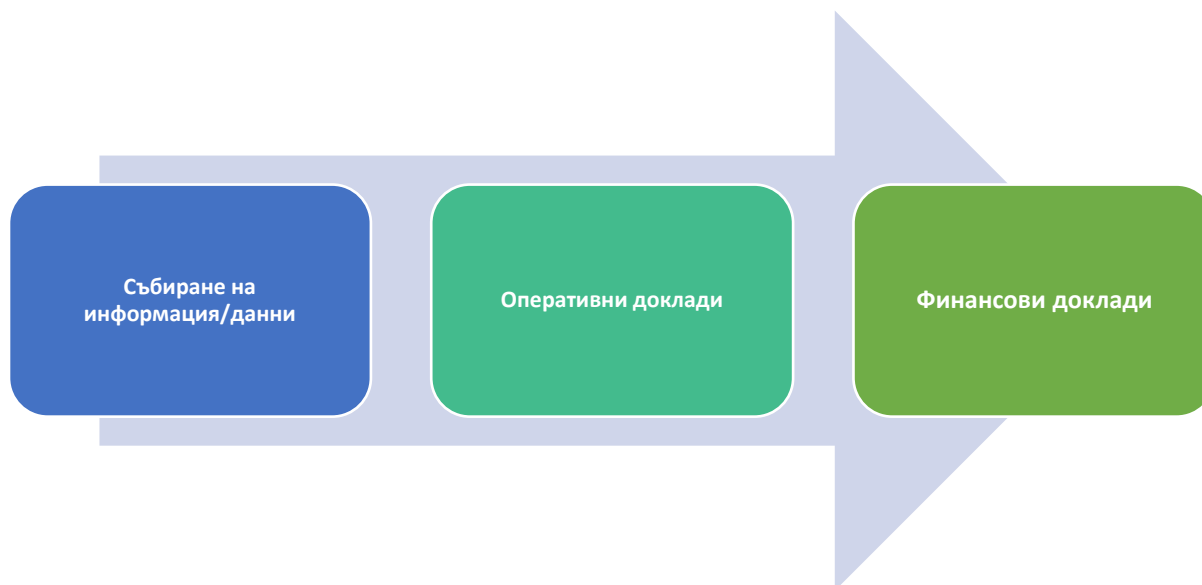 Събиране на
информация/данни
Оперативни доклади
Финансови доклади